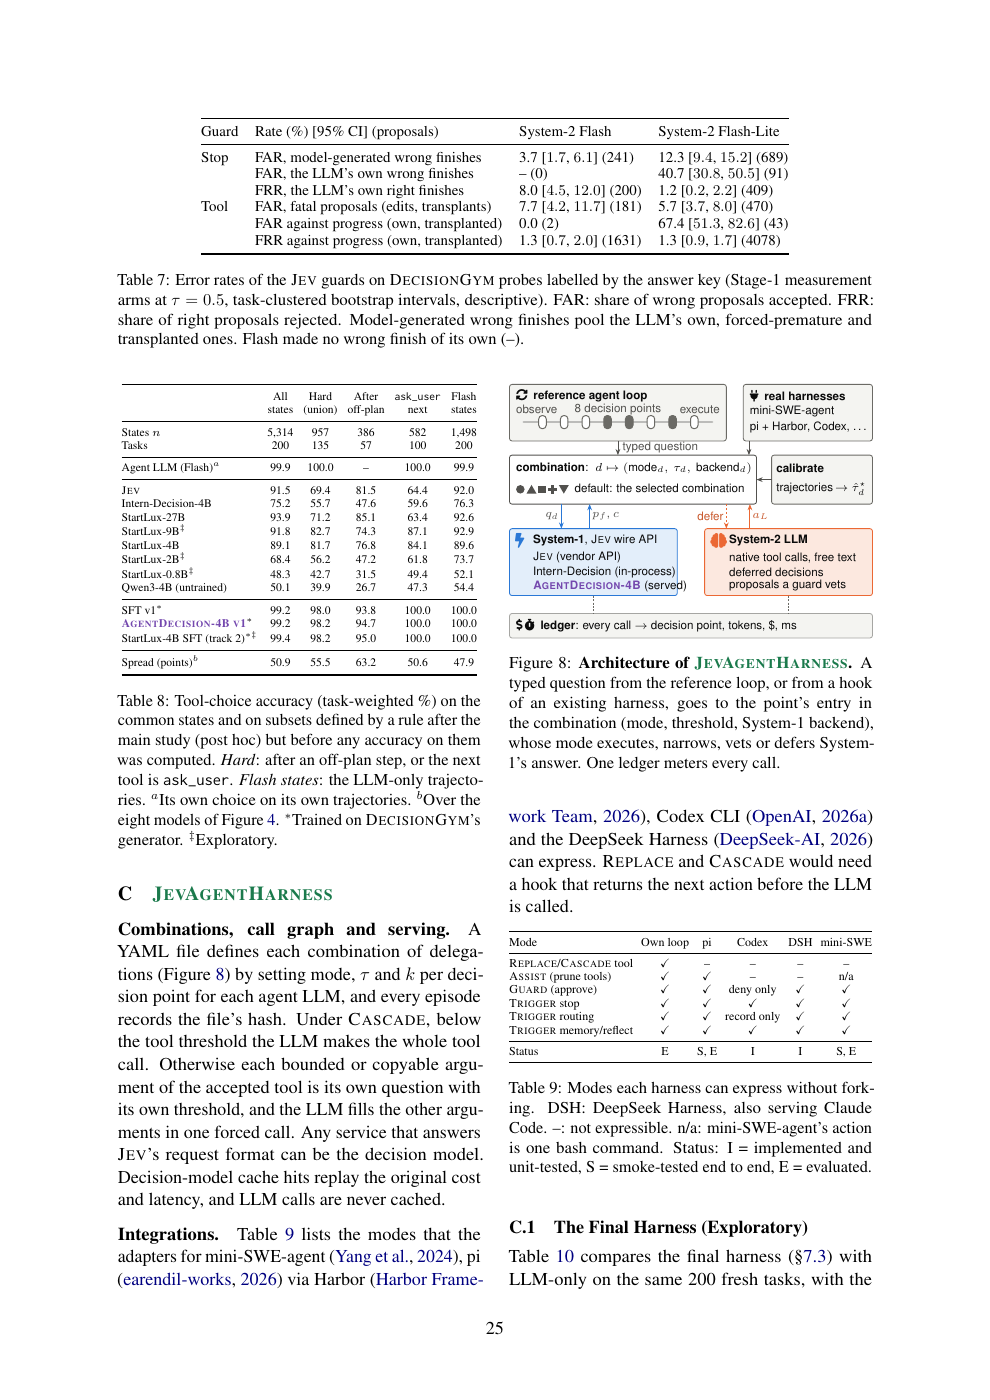 Guard Rate (%) [95% CI] (proposals) System-2 Flash System-2 Flash-Lite
Stop FAR, model-generated wrong finishes 3.7 [1.7, 6.1] (241) 12.3 [9.4, 15.2] (689)
FAR, the LLM's own wrong finishes – (0) 40.7 [30.8, 50.5] (91)
FRR, the LLM's own right finishes 8.0 [4.5, 12.0] (200) 1.2 [0.2, 2.2] (409)
Tool FAR, fatal proposals (edits, transplants) 7.7 [4.2, 11.7] (181) 5.7 [3.7, 8.0] (470)
FAR against progress (own, transplanted) 0.0 (2) 67.4 [51.3, 82.6] (43)
FRR against progress (own, transplanted) 1.3 [0.7, 2.0] (1631) 1.3 [0.9, 1.7] (4078)
Table 7: Error rates of the JEV guards on DECISIONGYM probes labelled by the answer key (Stage-1 measurement
arms at τ = 0.5, task-clustered bootstrap intervals, descriptive). FAR: share of wrong proposals accepted. FRR:
share of right proposals rejected. Model-generated wrong finishes pool the LLM's own, forced-premature and
transplanted ones. Flash made no wrong finish of its own (–).
All Hard After ask_user Flash
states (union) off-plan next states
States n 5,314 957 386 582 1,498
Tasks 200 135 57 100 200
Agent LLM (Flash)ᵃ 99.9 100.0 – 100.0 99.9
JEV 91.5 69.4 81.5 64.4 92.0
Intern-Decision-4B 75.2 55.7 47.6 59.6 76.3
StartLux-27B 93.9 71.2 85.1 63.4 92.6
StartLux-9B‡ 91.8 82.7 74.3 87.1 92.9
StartLux-4B 89.1 81.7 76.8 84.1 89.6
StartLux-2B‡ 68.4 56.2 47.2 61.8 73.7
StartLux-0.8B‡ 48.3 42.7 31.5 49.4 52.1
Qwen3-4B (untrained) 50.1 39.9 26.7 47.3 54.4
SFT v1* 99.2 98.0 93.8 100.0 100.0
AGENTDECISION-4B V1* 99.2 98.2 94.7 100.0 100.0
StartLux-4B SFT (track 2)*‡ 99.4 98.2 95.0 100.0 100.0
Spread (points)ᵇ 50.9 55.5 63.2 50.6 47.9
Table 8: Tool-choice accuracy (task-weighted %) on the
common states and on subsets defined by a rule after the
main study (post hoc) but before any accuracy on them
was computed. Hard: after an off-plan step, or the next
tool is ask_user. Flash states: the LLM-only trajecto-
ries. ᵃIts own choice on its own trajectories. ᵇOver the
eight models of Figure 4. *Trained on DECISIONGYM's
generator. ‡Exploratory.
C JEVAGENTHARNESS
Combinations, call graph and serving. A
YAML file defines each combination of delega-
tions (Figure 8) by setting mode, τ and k per deci-
sion point for each agent LLM, and every episode
records the file's hash. Under CASCADE, below
the tool threshold the LLM makes the whole tool
call. Otherwise each bounded or copyable argu-
ment of the accepted tool is its own question with
its own threshold, and the LLM fills the other argu-
ments in one forced call. Any service that answers
JEV's request format can be the decision model.
Decision-model cache hits replay the original cost
and latency, and LLM calls are never cached.
Integrations. Table 9 lists the modes that the
adapters for mini-SWE-agent (Yang et al., 2024), pi
(earendil-works, 2026) via Harbor (Harbor Frame-
reference agent loop
observe 8 decision points execute
real harnesses
mini-SWE-agent
pi + Harbor, Codex, . . .
typed question
combination: d ↦ (mode_d, τ_d, backend_d)
default: the selected combination
calibrate
trajectories → τ̂*_d
q_d p_f, c defer a_L
System-1, JEV wire API
JEV (vendor API)
Intern-Decision (in-process)
AGENTDECISION-4B (served)
System-2 LLM
native tool calls, free text
deferred decisions
proposals a guard vets
$ ledger: every call → decision point, tokens, $, ms
Figure 8: Architecture of JEVAGENTHARNESS. A
typed question from the reference loop, or from a hook
of an existing harness, goes to the point's entry in
the combination (mode, threshold, System-1 backend),
whose mode executes, narrows, vets or defers System-
1's answer. One ledger meters every call.
work Team, 2026), Codex CLI (OpenAI, 2026a)
and the DeepSeek Harness (DeepSeek-AI, 2026)
can express. REPLACE and CASCADE would need
a hook that returns the next action before the LLM
is called.
Mode Own loop pi Codex DSH mini-SWE
REPLACE/CASCADE tool ✓ – – – –
ASSIST (prune tools) ✓ ✓ – – n/a
GUARD (approve) ✓ ✓ deny only ✓ ✓
TRIGGER stop ✓ ✓ ✓ ✓ ✓
TRIGGER routing ✓ ✓ record only ✓ ✓
TRIGGER memory/reflect ✓ ✓ ✓ ✓ ✓
Status E S, E I I S, E
Table 9: Modes each harness can express without fork-
ing. DSH: DeepSeek Harness, also serving Claude
Code. –: not expressible. n/a: mini-SWE-agent's action
is one bash command. Status: I = implemented and
unit-tested, S = smoke-tested end to end, E = evaluated.
C.1 The Final Harness (Exploratory)
Table 10 compares the final harness (§7.3) with
LLM-only on the same 200 fresh tasks, with the
25